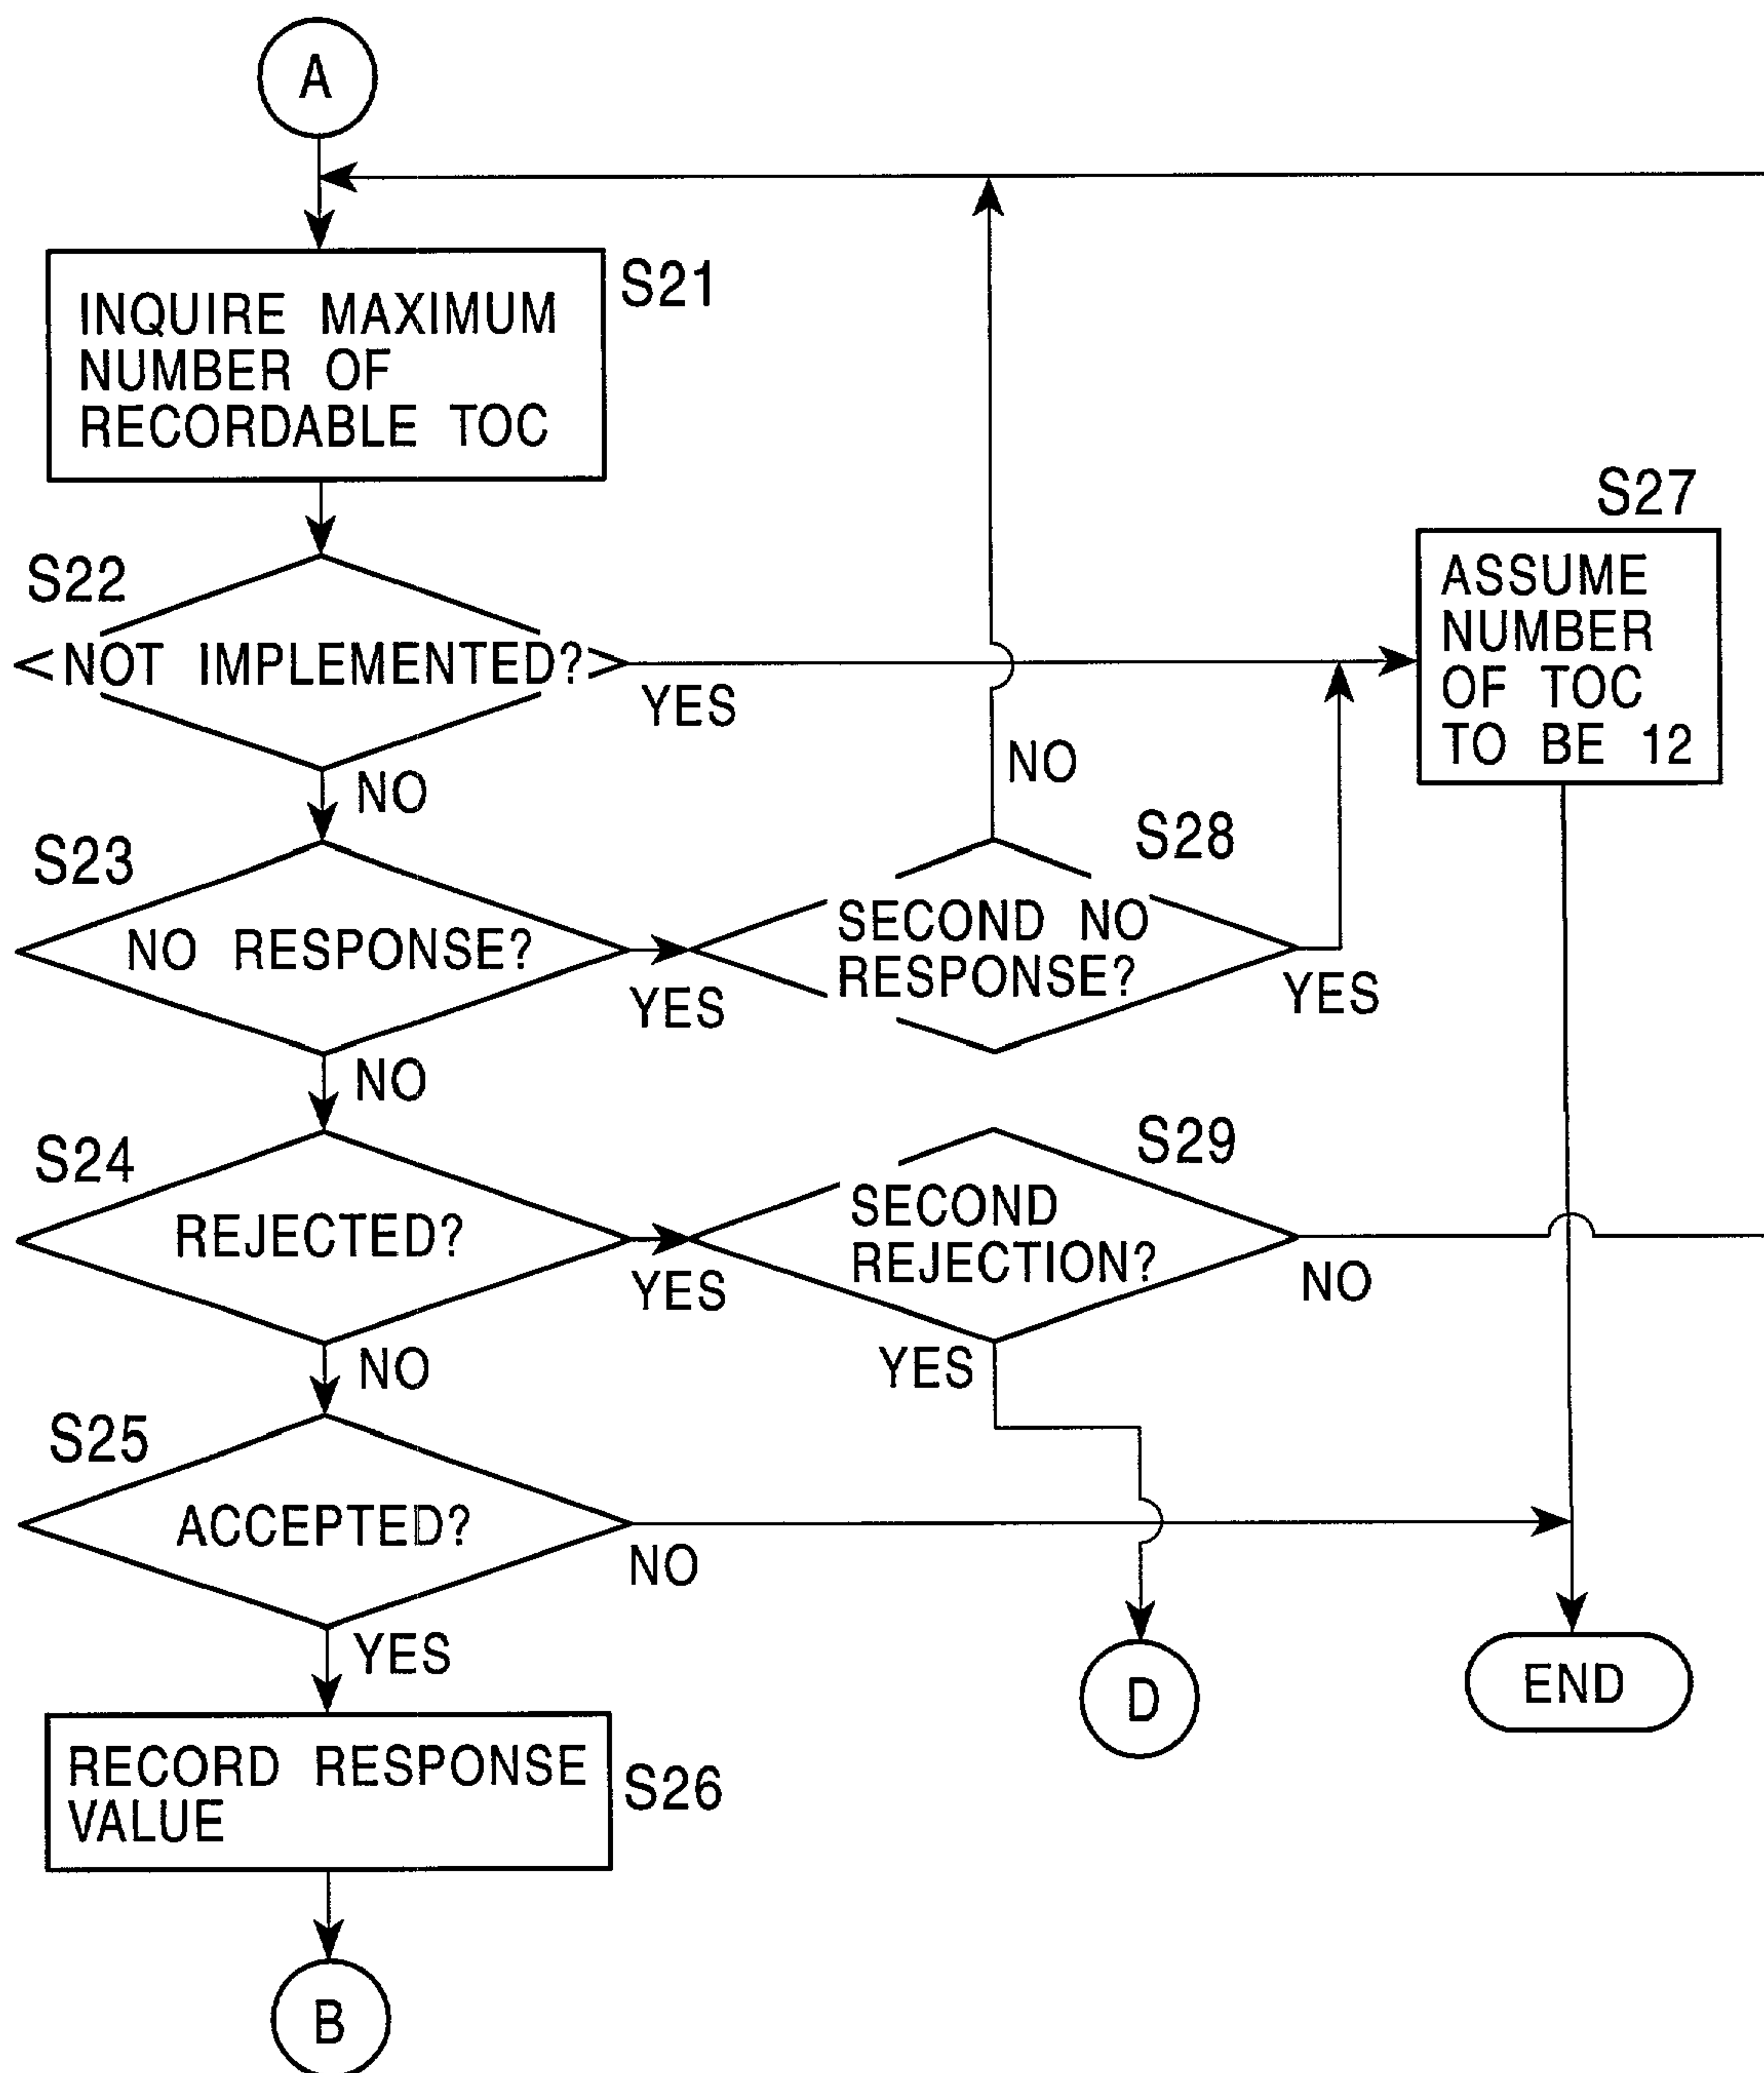 A
INQUIRE MAXIMUM
NUMBER OF
RECORDABLE TOC
S21
S22
<NOT IMPLEMENTED?>
YES
NO
S27
ASSUME
NUMBER
OF TOC
TO BE 12
S23
NO RESPONSE?
YES
NO
S28
SECOND NO
RESPONSE?
NO
YES
S24
REJECTED?
YES
NO
S29
SECOND
REJECTION?
NO
YES
S25
ACCEPTED?
NO
YES
D
END
RECORD RESPONSE
VALUE
S26
B